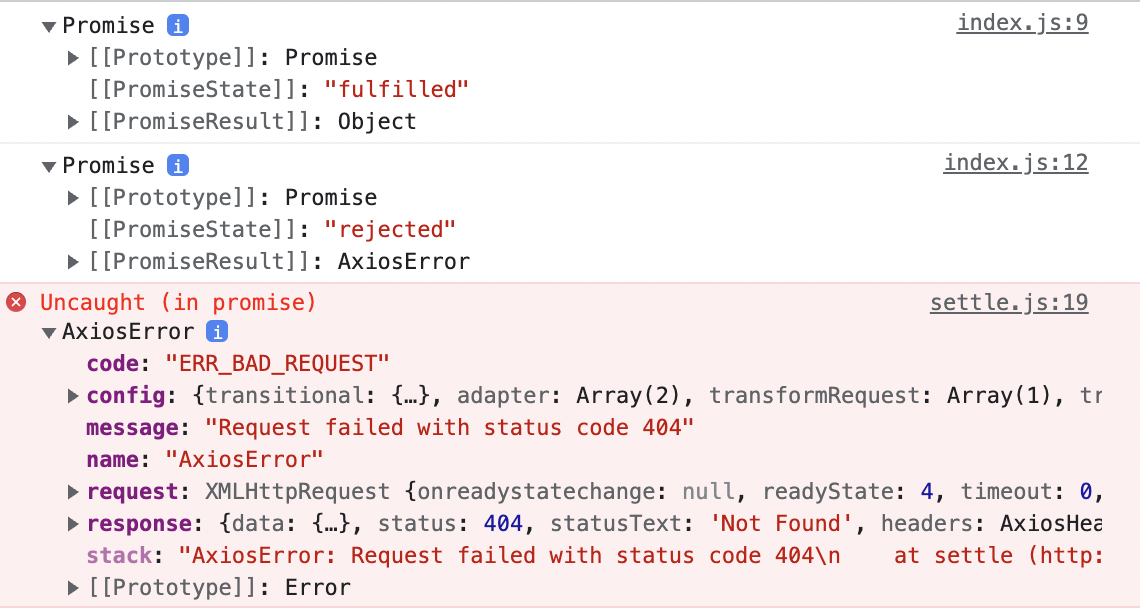 Promise i index.js:9
[[Prototype]]: Promise
[[PromiseState]]: "fulfilled"
[[PromiseResult]]: Object
Promise i index.js:12
[[Prototype]]: Promise
[[PromiseState]]: "rejected"
[[PromiseResult]]: AxiosError
Uncaught (in promise) settle.js:19
AxiosError i
code: "ERR_BAD_REQUEST"
config: {transitional: {…}, adapter: Array(2), transformRequest: Array(1), tr
message: "Request failed with status code 404"
name: "AxiosError"
request: XMLHttpRequest {onreadystatechange: null, readyState: 4, timeout: 0,
response: {data: {…}, status: 404, statusText: 'Not Found', headers: AxiosHea
stack: "AxiosError: Request failed with status code 404\n    at settle (http:
[[Prototype]]: Error